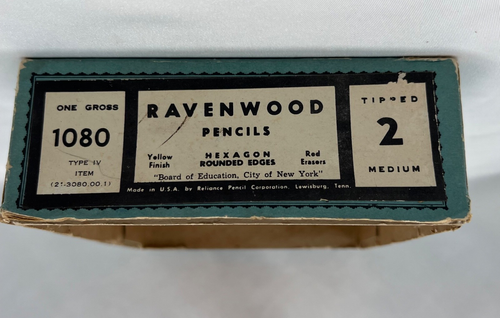 ONE GROSS
1080
TYPE IV
ITEM
(21-3080.00.1)
RAVENWOOD
PENCILS
Yellow Finish
HEXAGON
ROUNDED EDGES
Red Erasers
"Board of Education, City of New York"
Made in U.S.A. by Reliance Pencil Corporation, Lewisburg, Tenn.
TIPPED
2
MEDIUM